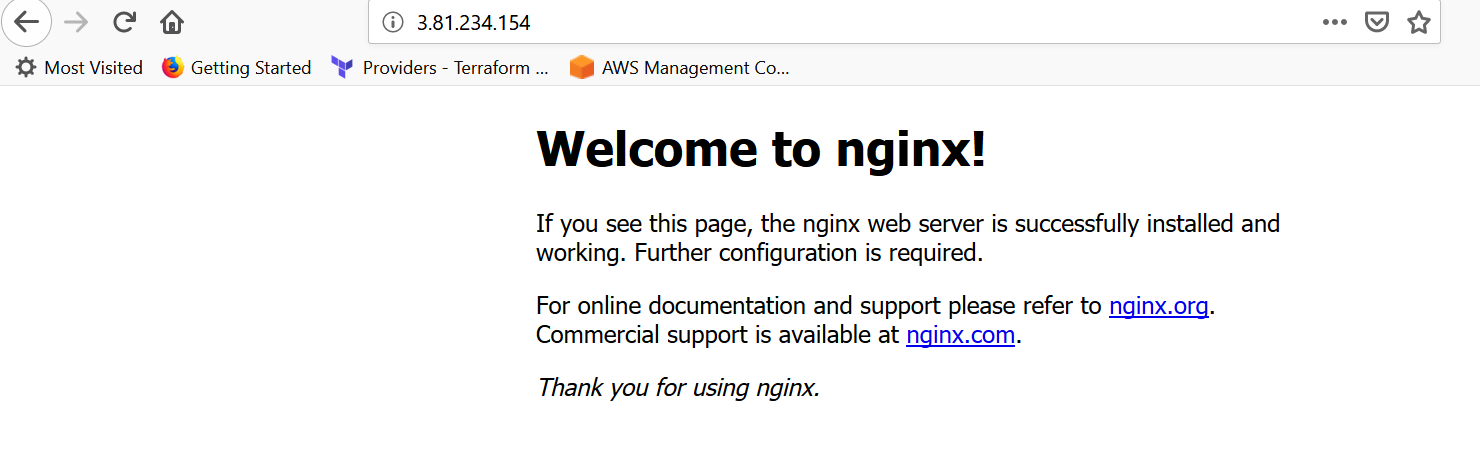 3.81.234.154
Most Visited Getting Started Providers - Terraform ... AWS Management Co...
Welcome to nginx!
If you see this page, the nginx web server is successfully installed and
working. Further configuration is required.
For online documentation and support please refer to nginx.org.
Commercial support is available at nginx.com.
Thank you for using nginx.